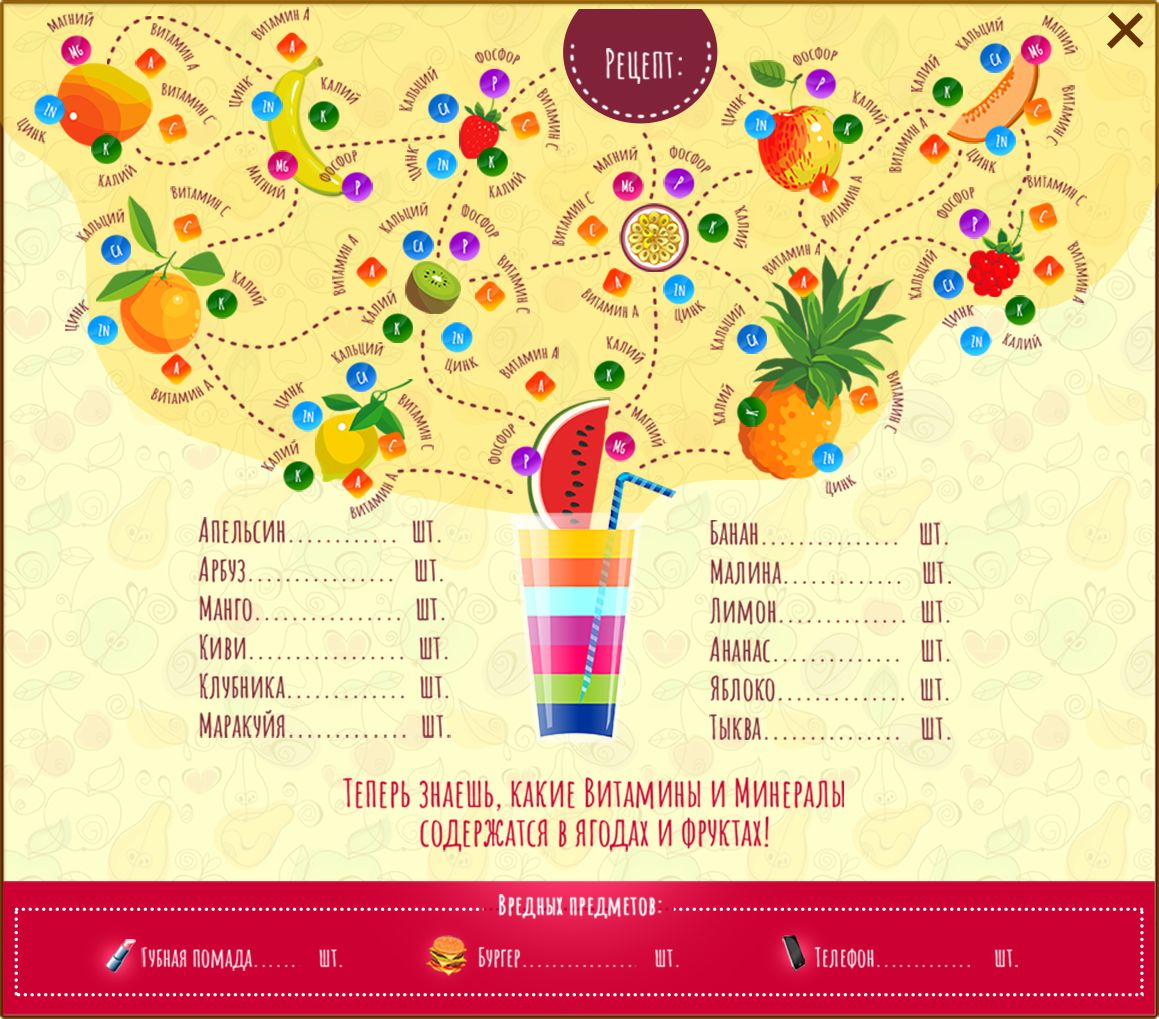 Рецепт:
Магний
Mg
Витамин А
A
Витамин С
C
Калий
K
Цинк
Zn
Витамин А
A
Калий
K
Цинк
Zn
Магний
Mg
Фосфор
P
Фосфор
P
Кальций
Ca
Витамин С
C
Цинк
Zn
Калий
K
Магний
Mg
Фосфор
P
Витамин С
C
Калий
K
Витамин А
A
Цинк
Zn
Фосфор
P
Цинк
Zn
Калий
K
Витамин А
A
Кальций
Ca
Магний
Mg
Калий
K
Витамин С
C
Витамин А
A
Цинк
Zn
Витамин С
C
Кальций
Ca
Калий
K
Цинк
Zn
Витамин А
A
Кальций
Ca
Фосфор
P
Витамин А
A
Витамин С
C
Калий
K
Цинк
Zn
Витамин А
A
Кальций
Ca
Калий
K
Витамин С
C
Цинк
Zn
Фосфор
P
Витамин С
C
Кальций
Ca
Витамин А
A
Цинк
Zn
Калий
K
Кальций
Ca
Цинк
Zn
Витамин С
C
Калий
K
Витамин А
A
Витамин А
A
Калий
K
Фосфор
P
Магний
Mg
Апельсин............ шт.
Арбуз................ шт.
Манго................ шт.
Киви................. шт.
Клубника............. шт.
Маракуйя............. шт.
Банан............... шт.
Малина............. шт.
Лимон.............. шт.
Ананас.............. шт.
Яблоко.............. шт.
Тыква............... шт.
Теперь знаешь, какие Витамины и Минералы
содержатся в ягодах и фруктах!
Вредных предметов:
Губная помада...... шт.
Бургер............... шт.
Телефон............. шт.